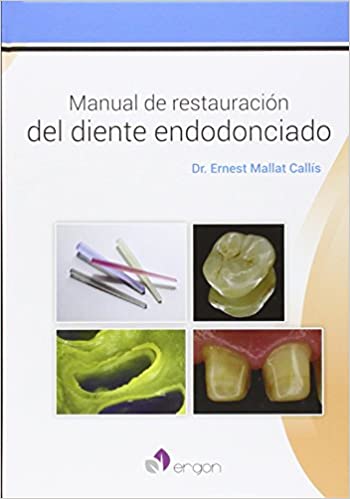 Manual de restauración
del diente endodonciado
Dr. Ernest Mallat Callís
ergon